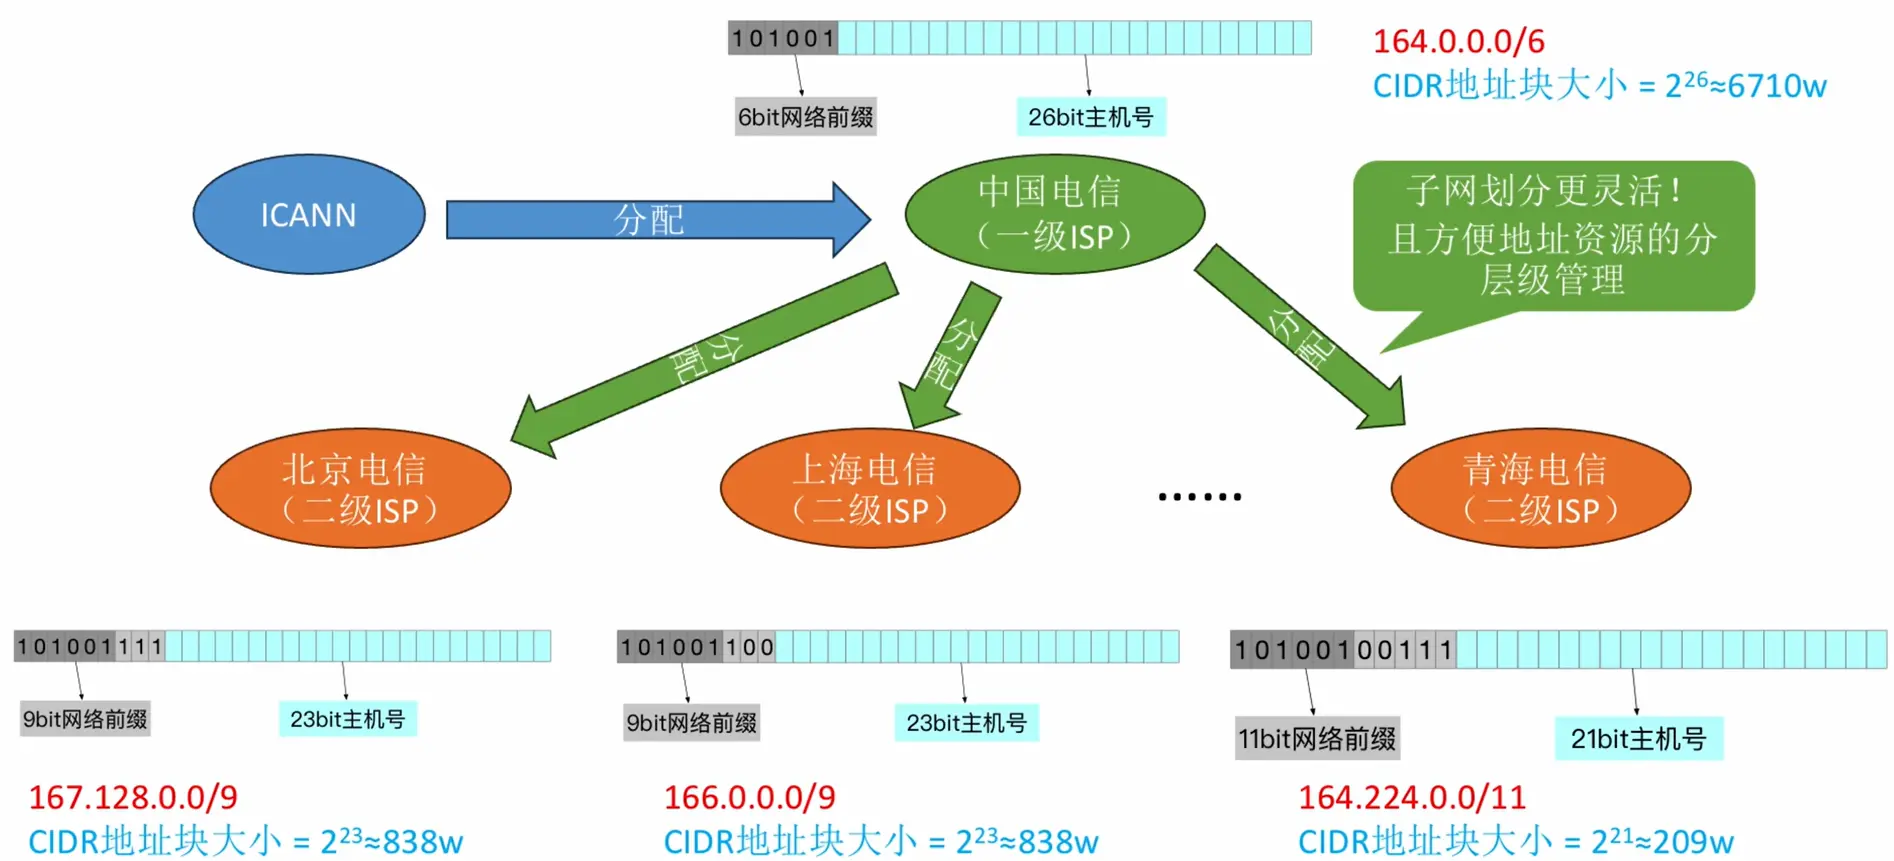 101001
164.0.0.0/6
CIDR地址块大小 = 2²⁶≈6710w
6bit网络前缀
26bit主机号
ICANN
分配
中国电信
（一级ISP）
子网划分更灵活！
且方便地址资源的分
层级管理
分配
分配
分配
北京电信
（二级ISP）
上海电信
（二级ISP）
……
青海电信
（二级ISP）
101001111
101001100
10100100111
9bit网络前缀
23bit主机号
9bit网络前缀
23bit主机号
11bit网络前缀
21bit主机号
167.128.0.0/9
CIDR地址块大小 = 2²³≈838w
166.0.0.0/9
CIDR地址块大小 = 2²³≈838w
164.224.0.0/11
CIDR地址块大小 = 2²¹≈209w